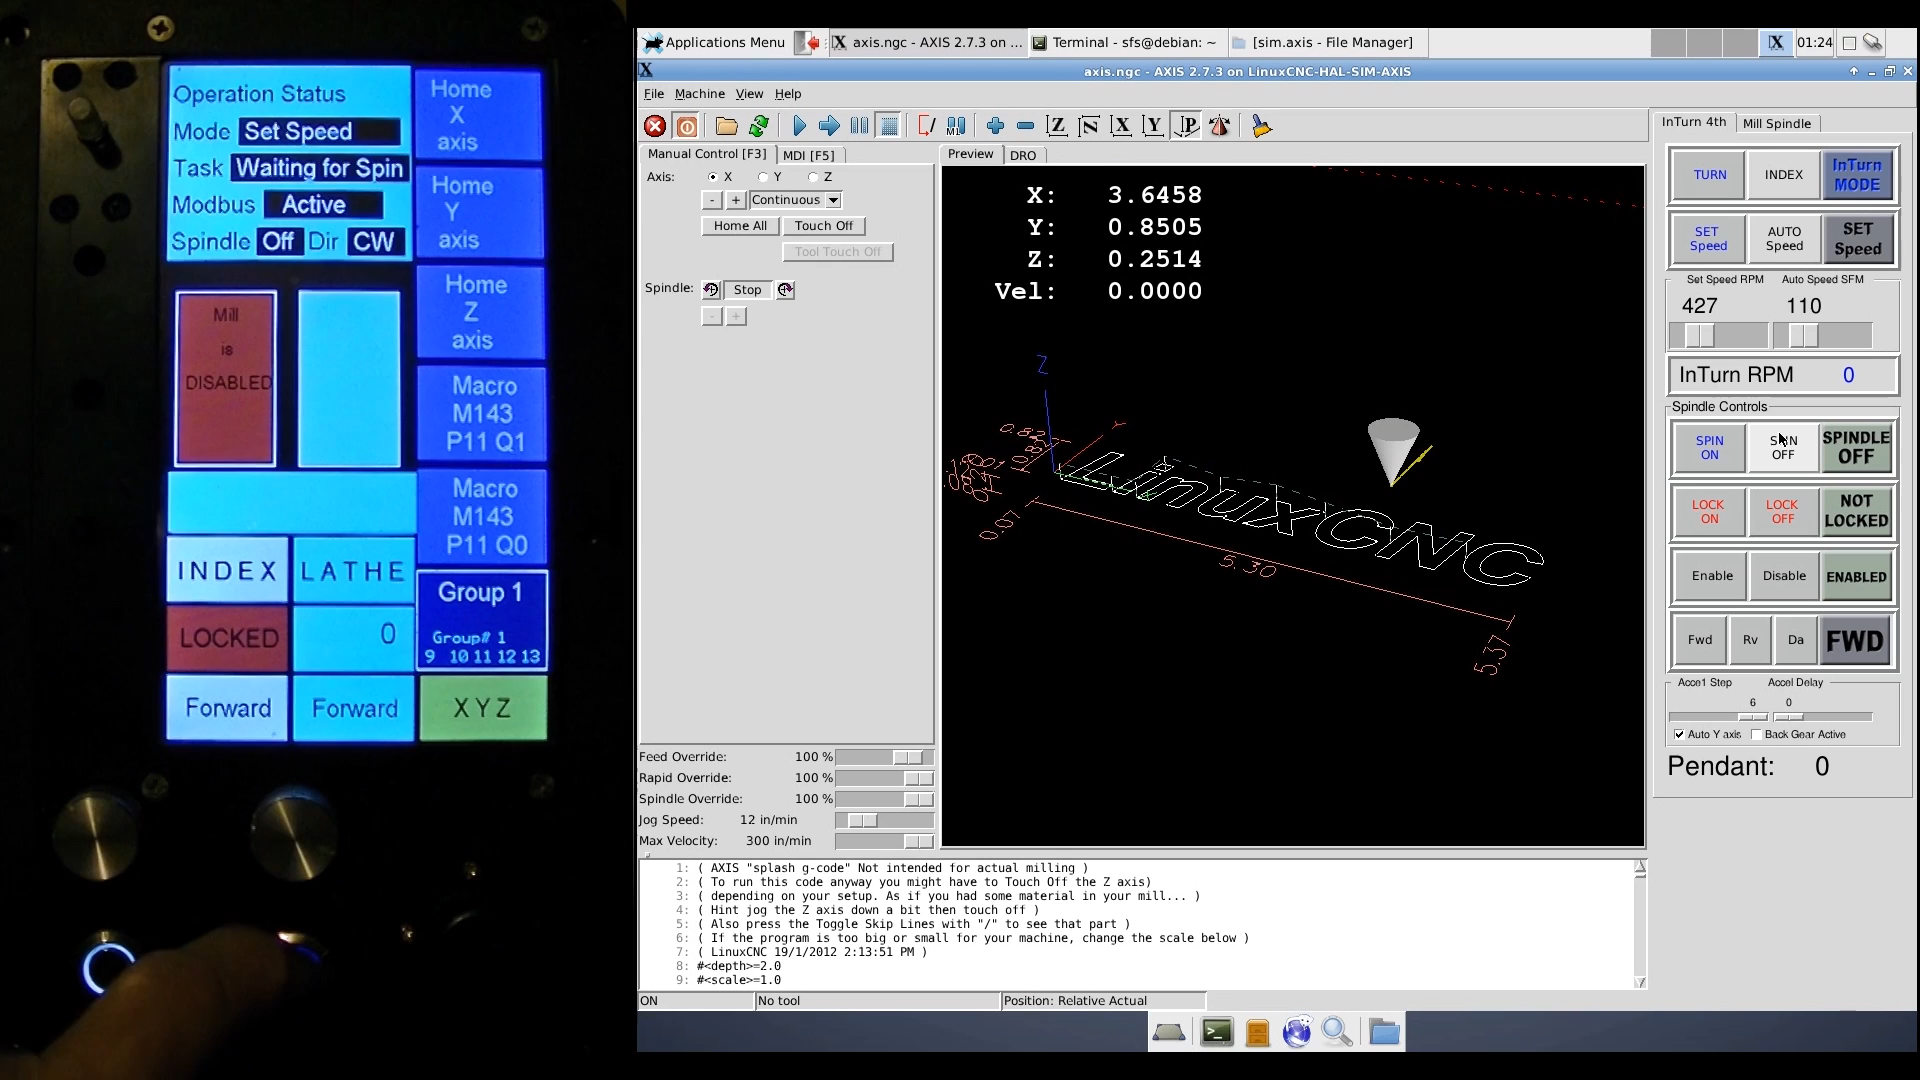 Operation Status
Mode Set Speed
Task Waiting for Spin
Modbus Active
Spindle Off Dir CW
Home
X
axis
Home
Y
axis
Home
Z
axis
Macro
M143
P11 Q1
Macro
M143
P11 Q0
Mill
is
DISABLED
INDEX
LATHE
Group 1
Group# 1
9 10 11 12 13
LOCKED
0
Forward
Forward
XYZ
Applications Menu
axis.ngc - AXIS 2.7.3 on ...
Terminal - sfs@debian: ~
[sim.axis - File Manager]
01:24
axis.ngc - AXIS 2.7.3 on LinuxCNC-HAL-SIM-AXIS
File Machine View Help
Manual Control [F3]
MDI [F5]
Axis: X Y Z
- + Continuous
Home All
Touch Off
Tool Touch Off
Spindle: Stop
- +
Preview
DRO
X: 3.6458
Y: 0.8505
Z: 0.2514
Vel: 0.0000
Z
Y
LinuxCNC
0.01
5.30
5.37
Feed Override: 100 %
Rapid Override: 100 %
Spindle Override: 100 %
Jog Speed: 12 in/min
Max Velocity: 300 in/min
1: ( AXIS "splash g-code" Not intended for actual milling )
2: ( To run this code anyway you might have to Touch Off the Z axis)
3: ( depending on your setup. As if you had some material in your mill... )
4: ( Hint jog the Z axis down a bit then touch off )
5: ( Also press the Toggle Skip Lines with "/" to see that part )
6: ( If the program is too big or small for your machine, change the scale below )
7: ( LinuxCNC 19/1/2012 2:13:51 PM )
8: #<depth>=2.0
9: #<scale>=1.0
ON
No tool
Position: Relative Actual
InTurn 4th
Mill Spindle
TURN
INDEX
InTurn
MODE
SET
Speed
AUTO
Speed
SET
Speed
Set Speed RPM
Auto Speed SFM
427
110
InTurn RPM 0
Spindle Controls
SPIN
ON
SPIN
OFF
SPINDLE
OFF
LOCK
ON
LOCK
OFF
NOT
LOCKED
Enable
Disable
ENABLED
Fwd
Rv
Da
FWD
Acce1 Step
Accel Delay
6
0
Auto Y axis
Back Gear Active
Pendant: 0